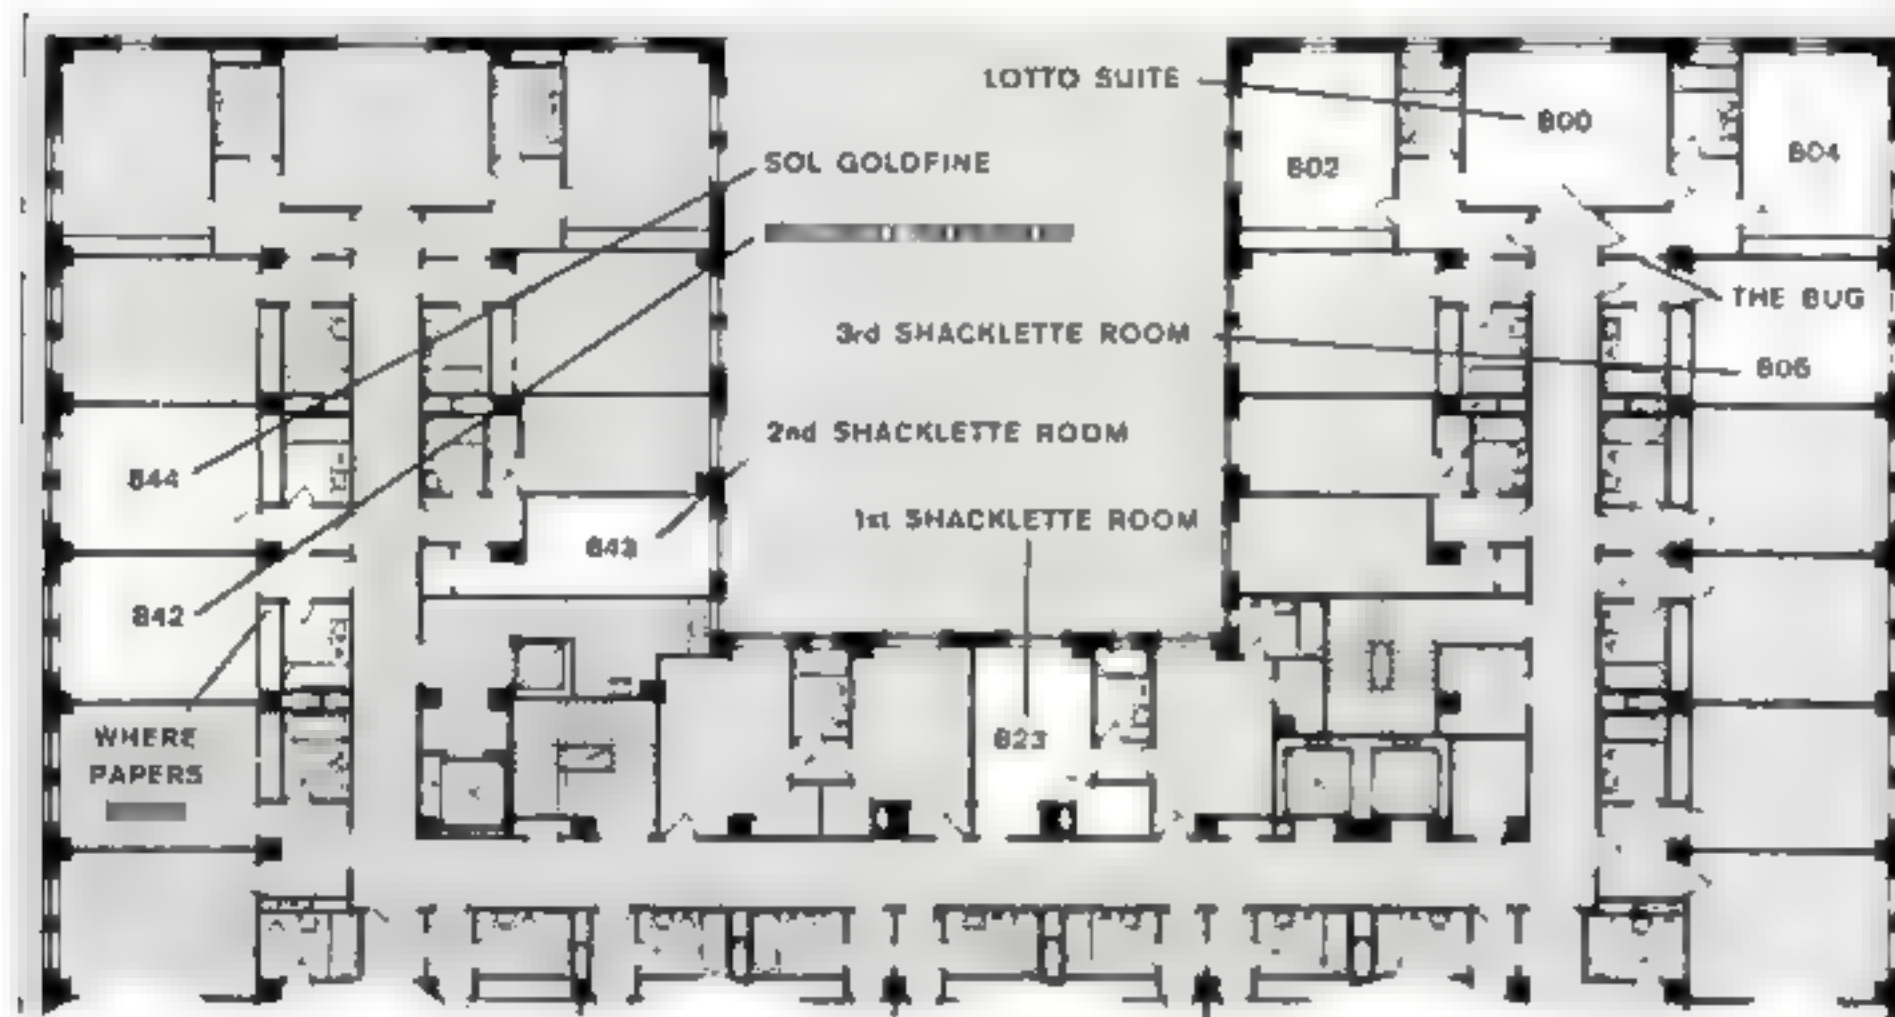 LOTTO SUITE
800
802
804
SOL GOLDFINE
THE BUG
3rd SHACKLETTE ROOM
806
2nd SHACKLETTE ROOM
844
1st SHACKLETTE ROOM
843
842
823
WHERE
PAPERS